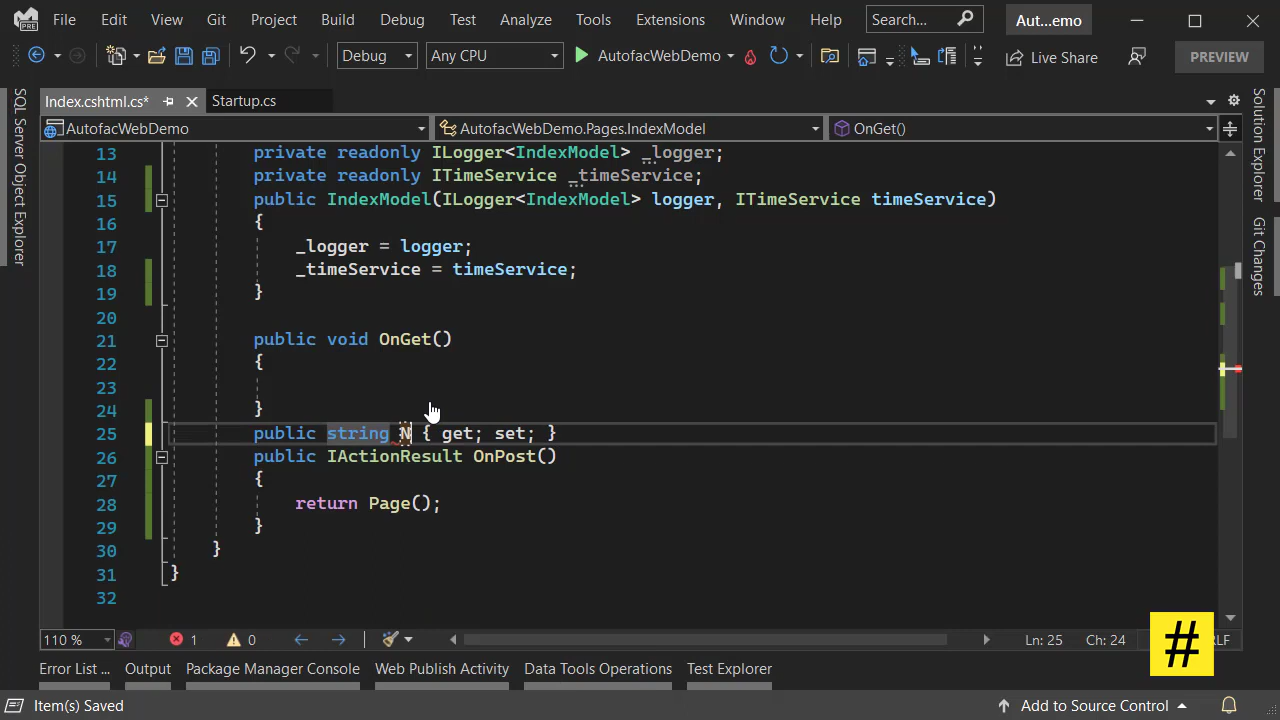 File Edit View Git Project Build Debug Test Analyze Tools Extensions Window Help Search... Aut...emo
PRE
Debug Any CPU AutofacWebDemo Live Share PREVIEW
Index.cshtml.cs* Startup.cs
AutofacWebDemo AutofacWebDemo.Pages.IndexModel OnGet()
SQL Server Object Explorer
Solution Explorer
Git Changes
13 private readonly ILogger<IndexModel> _logger;
14 private readonly ITimeService _timeService;
15 public IndexModel(ILogger<IndexModel> logger, ITimeService timeService)
16 {
17 _logger = logger;
18 _timeService = timeService;
19 }
20
21 public void OnGet()
22 {
23
24 }
25 public string N { get; set; }
26 public IActionResult OnPost()
27 {
28 return Page();
29 }
30 }
31 }
32
110 % 1 0 Ln: 25 Ch: 24 LF
#
Error List ... Output Package Manager Console Web Publish Activity Data Tools Operations Test Explorer
Item(s) Saved Add to Source Control